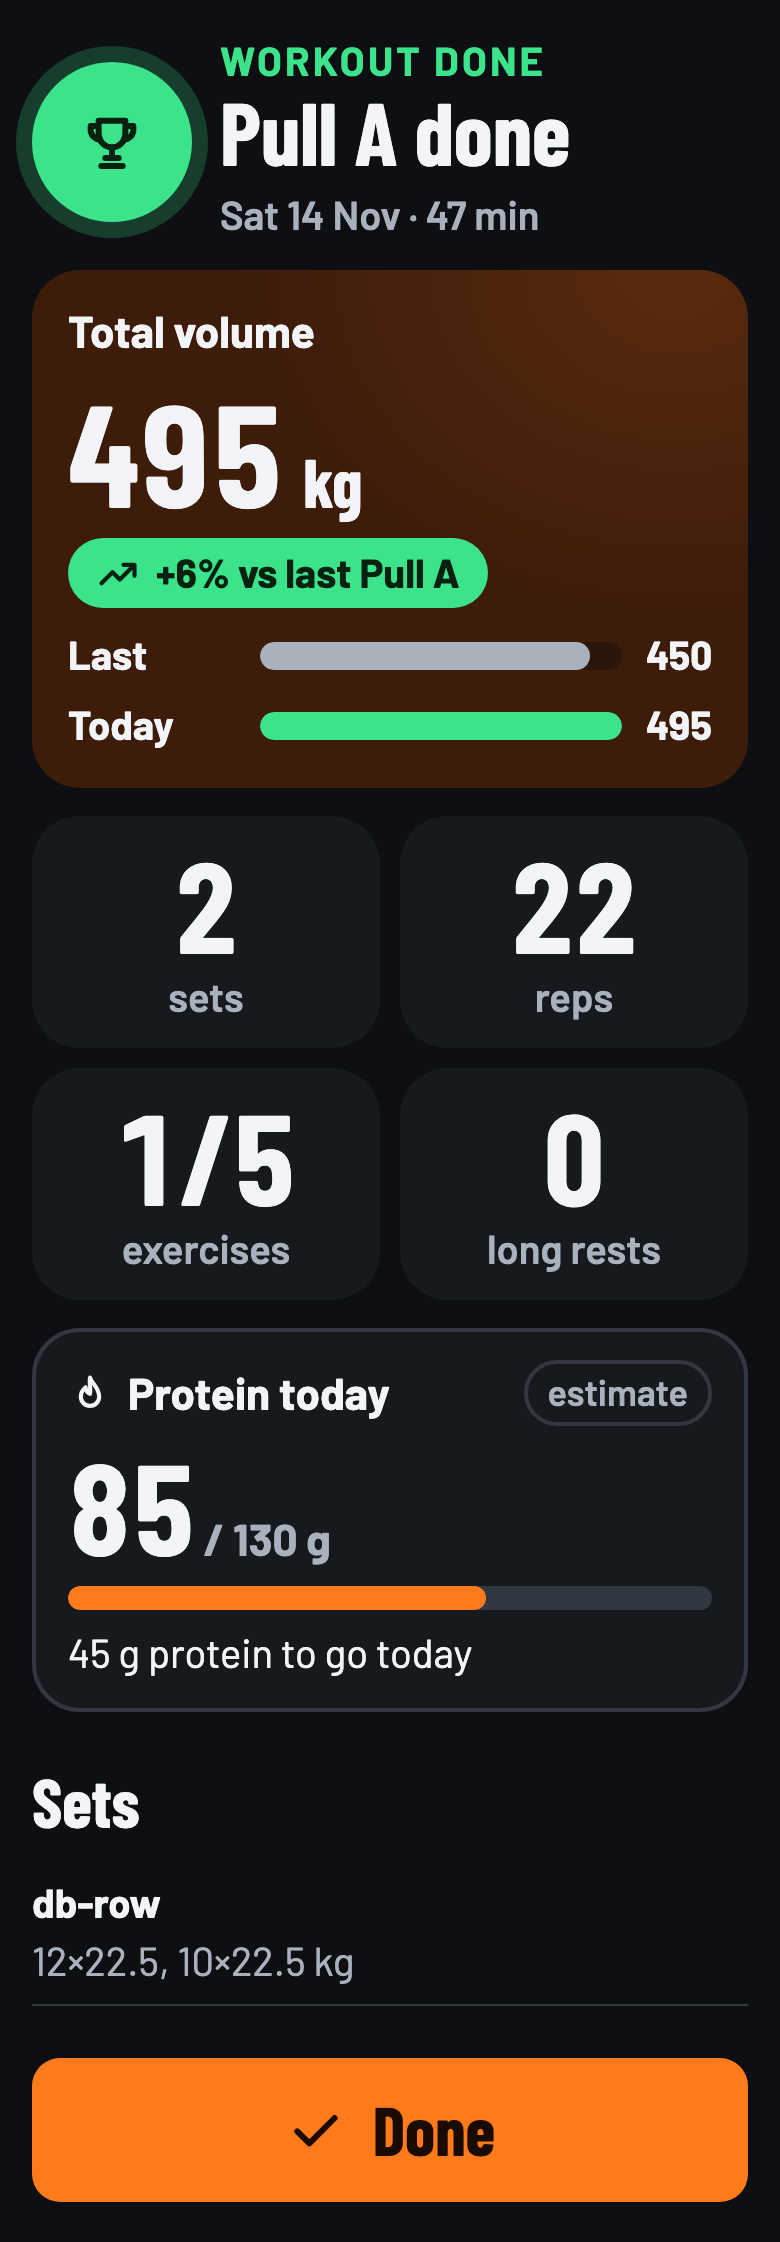 WORKOUT DONE
Pull A done
Sat 14 Nov · 47 min
Total volume
495 kg
+6% vs last Pull A
Last 450
Today 495
2
sets
22
reps
1/5
exercises
0
long rests
Protein today
estimate
85 / 130 g
45 g protein to go today
Sets
db-row
12×22.5, 10×22.5 kg
Done